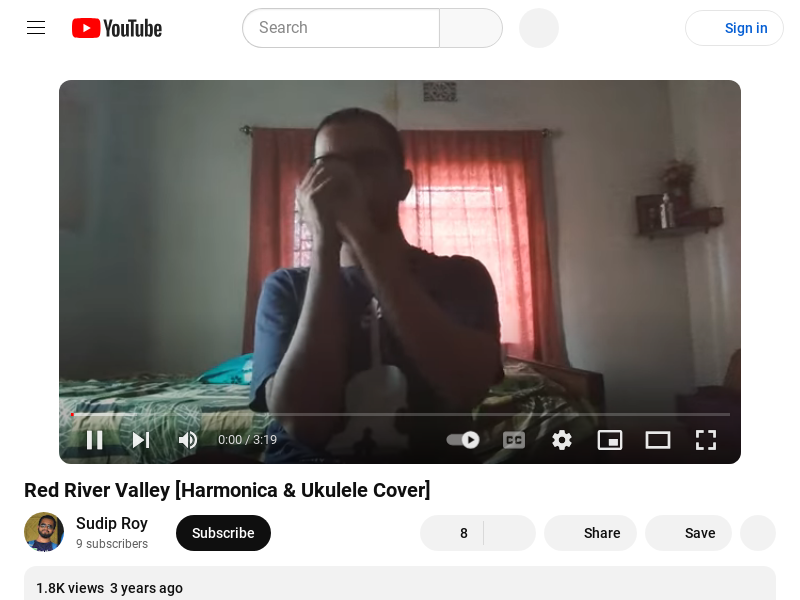 YouTube
Search
Sign in
0:00 / 3:19
CC
Red River Valley [Harmonica & Ukulele Cover]
Sudip Roy
9 subscribers
Subscribe
8
Share
Save
1.8K views 3 years ago